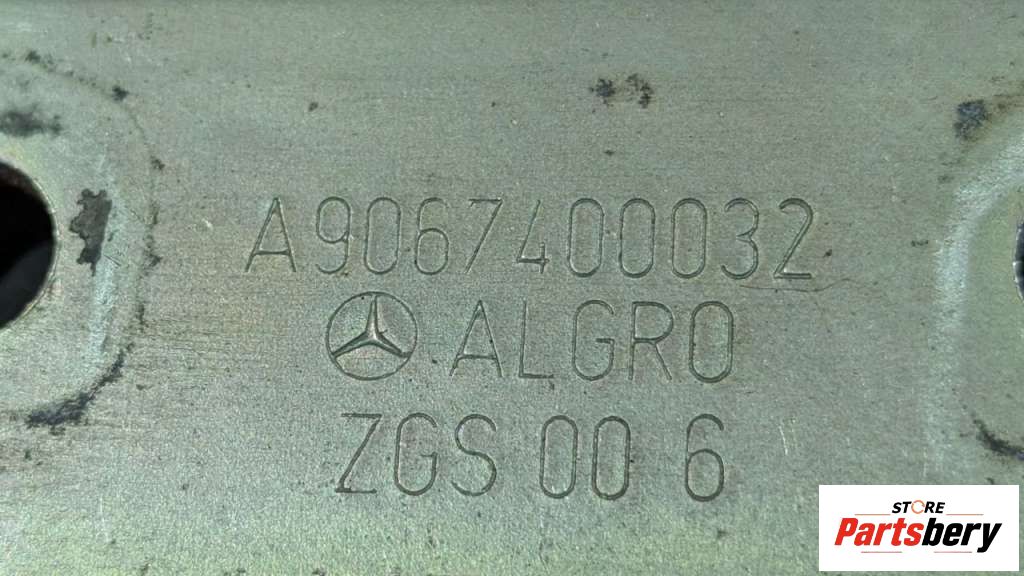 A9067400032
ALGRO
ZGS 00 6
STORE
Partsbery